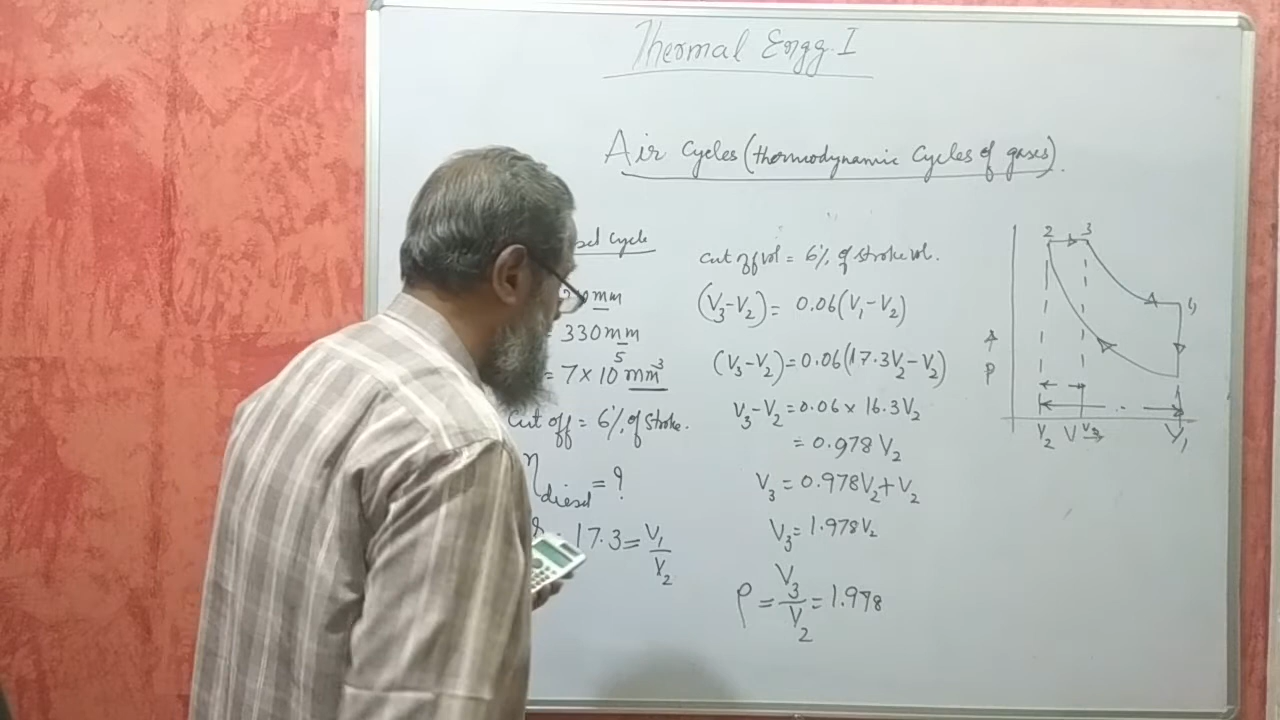 Thermal Engg. I
Air Cycles (thermodynamic Cycles of gases).
Cycle
mm
= 330mm
= 7 × 10⁵ mm³
Cut off = 6% of Stroke.
η diesel = ?
17.3 = V₁/V₂
Cut off vol = 6% of stroke vol.
(V₃-V₂) = 0.06(V₁-V₂)
(V₃-V₂) = 0.06(17.3V₂-V₂)
V₃-V₂ = 0.06 × 16.3V₂
= 0.978 V₂
V₃ = 0.978V₂ + V₂
V₃ = 1.978V₂
ρ = V₃/V₂ = 1.978
2 3
4
P
V₂ V V₃ V₁